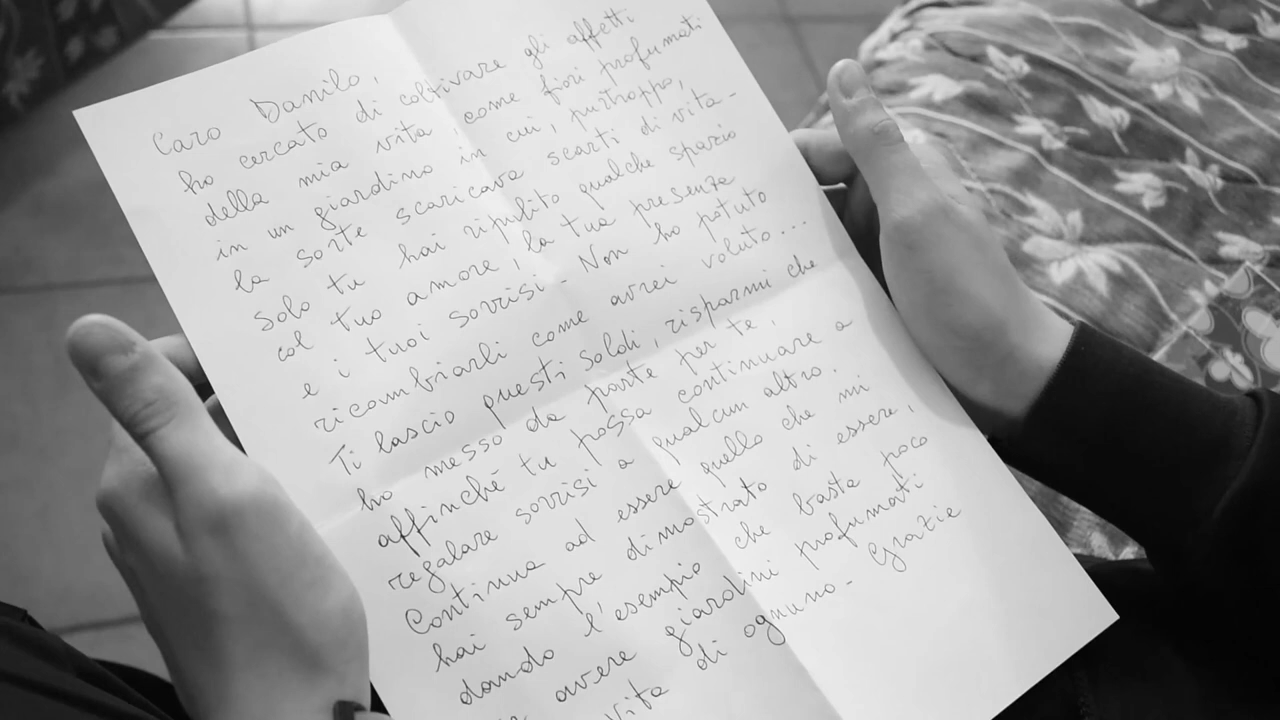 Caro Danilo,
ho cercato di coltivare gli affetti
della mia vita, come fiori profumati
in un giardino in cui, purtroppo,
la sorte scaricava scarti di vita-
solo tu hai ripulito qualche spazio
col tuo amore, la tua presenza
e i tuoi sorrisi- Non ho potuto
ricambiarli come avrei voluto...
Ti lascio questi soldi, risparmi che
ho messo da parte per te,
affinché tu possa continuare a
regalare sorrisi a qualcun altro.
Continua ad essere quello che mi
hai sempre dimostrato di essere,
dando l'esempio che basta poco
avere giardini profumati
vita di ognuno- Grazie